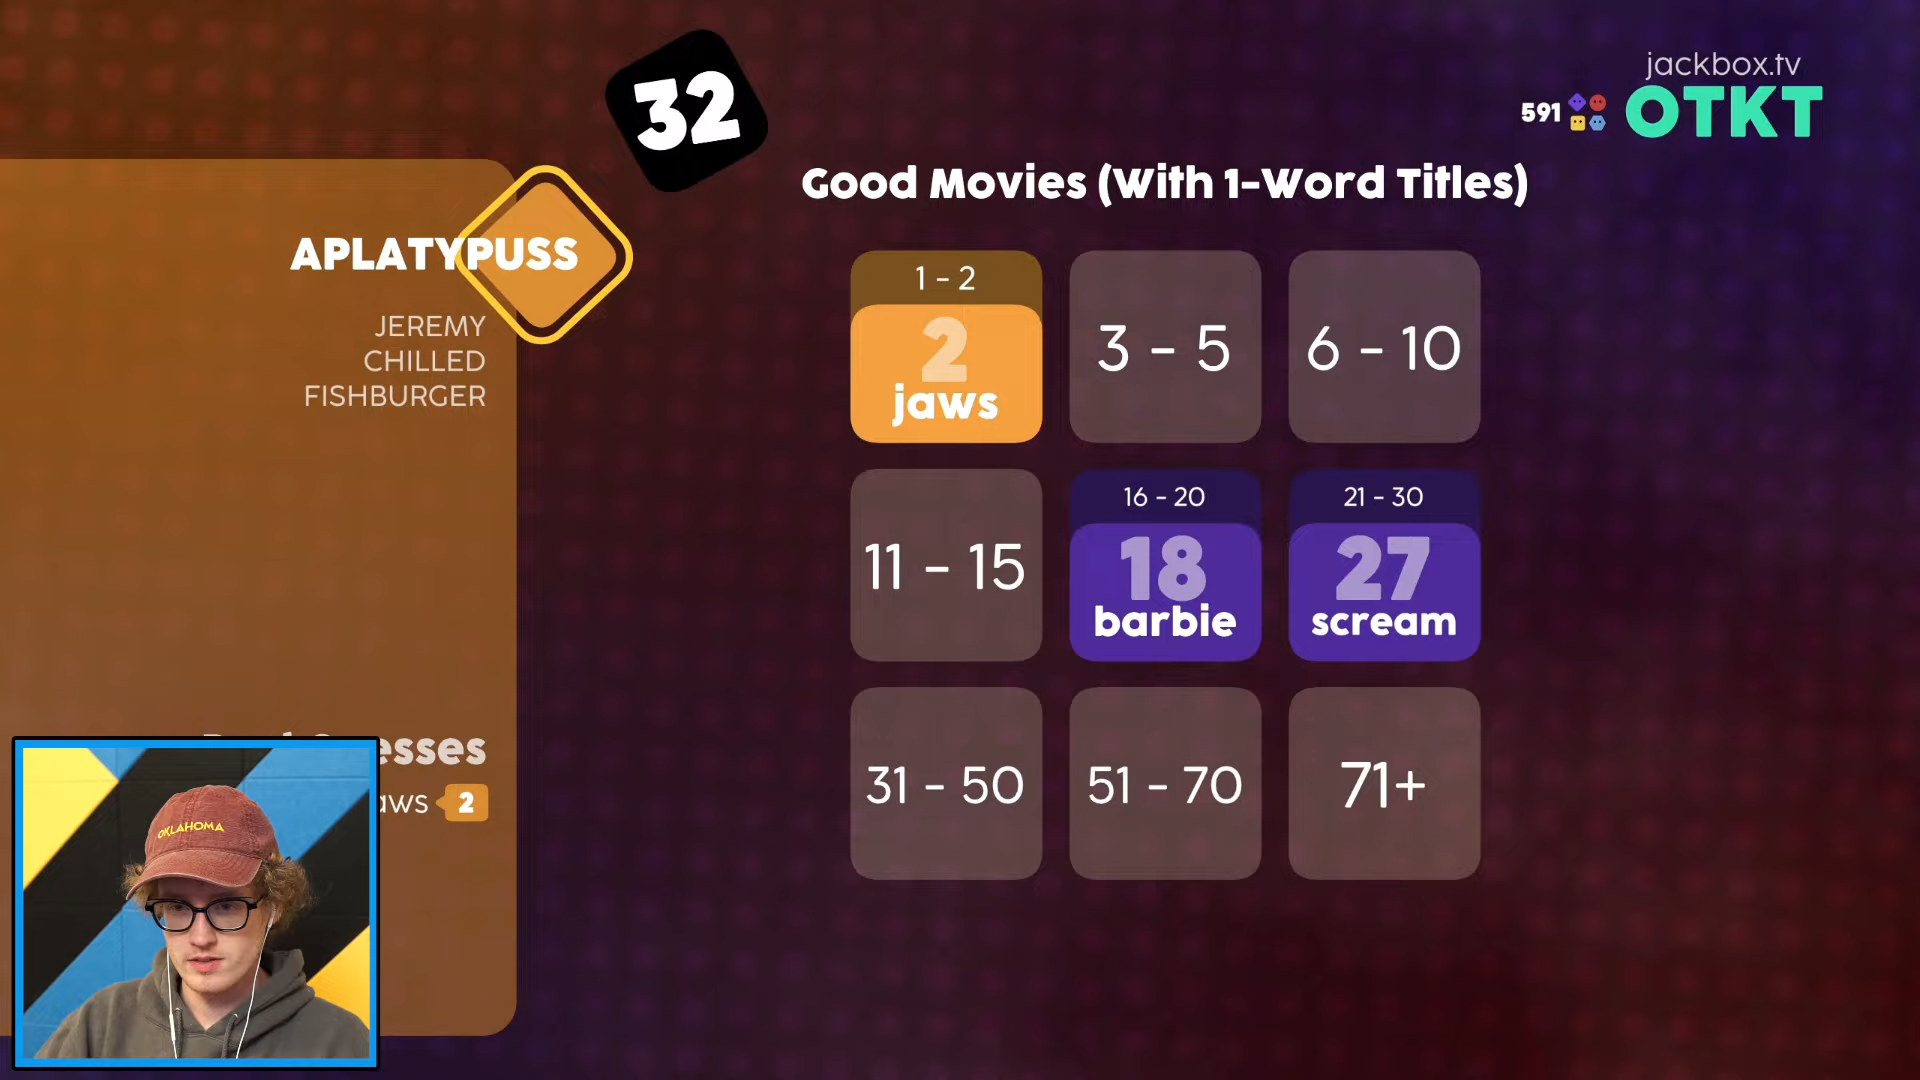 32
jackbox.tv
591
OTKT
Good Movies (With 1-Word Titles)
APLATYPUSS
JEREMY
CHILLED
FISHBURGER
1 - 2
2
jaws
3 - 5
6 - 10
11 - 15
16 - 20
18
barbie
21 - 30
27
scream
31 - 50
51 - 70
71+
2
OKLAHOMA